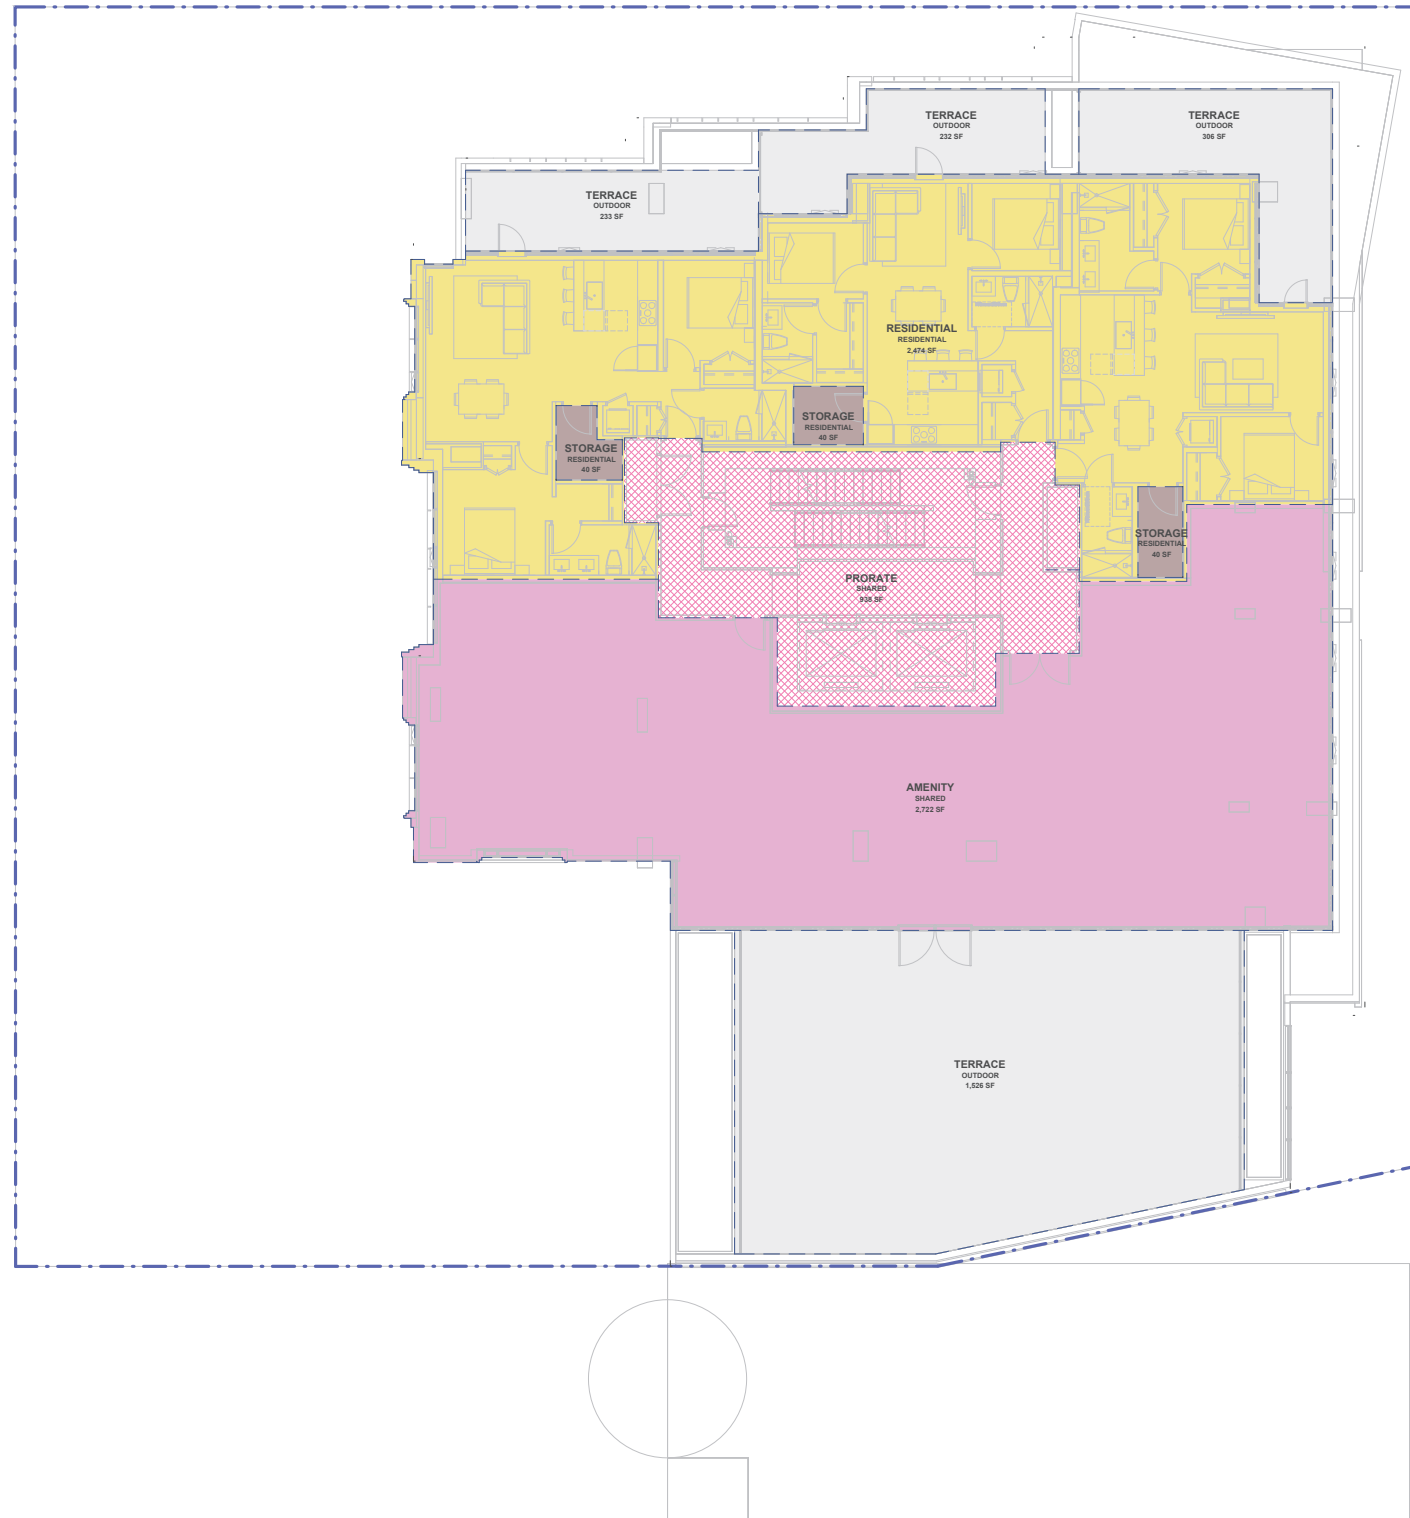 TERRACE
OUTDOOR
232 SF
TERRACE
OUTDOOR
306 SF
TERRACE
OUTDOOR
233 SF
RESIDENTIAL
RESIDENTIAL
2,474 SF
STORAGE
RESIDENTIAL
40 SF
STORAGE
RESIDENTIAL
40 SF
STORAGE
RESIDENTIAL
40 SF
PRORATE
SHARED
935 SF
AMENITY
SHARED
2,722 SF
TERRACE
OUTDOOR
1,526 SF